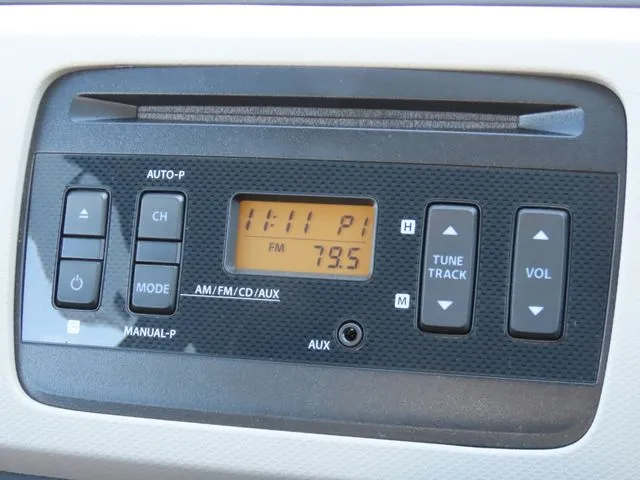 AUTO-P
CH
MODE
MANUAL-P
11:11 P1
FM
79.5
AM/FM/CD/AUX
AUX
H
TUNE
TRACK
M
VOL